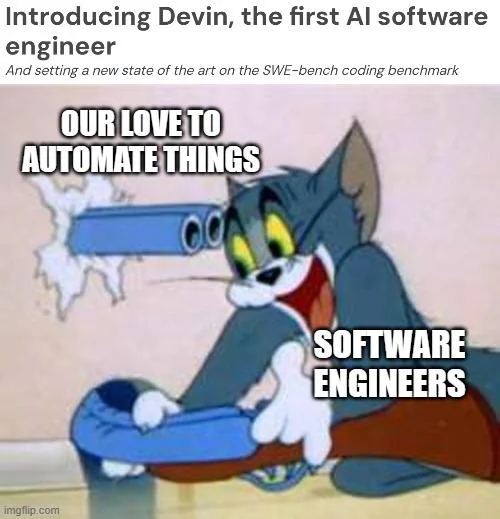 Introducing Devin, the first AI software
engineer
And setting a new state of the art on the SWE-bench coding benchmark
OUR LOVE TO
AUTOMATE THINGS
SOFTWARE
ENGINEERS
imgflip.com